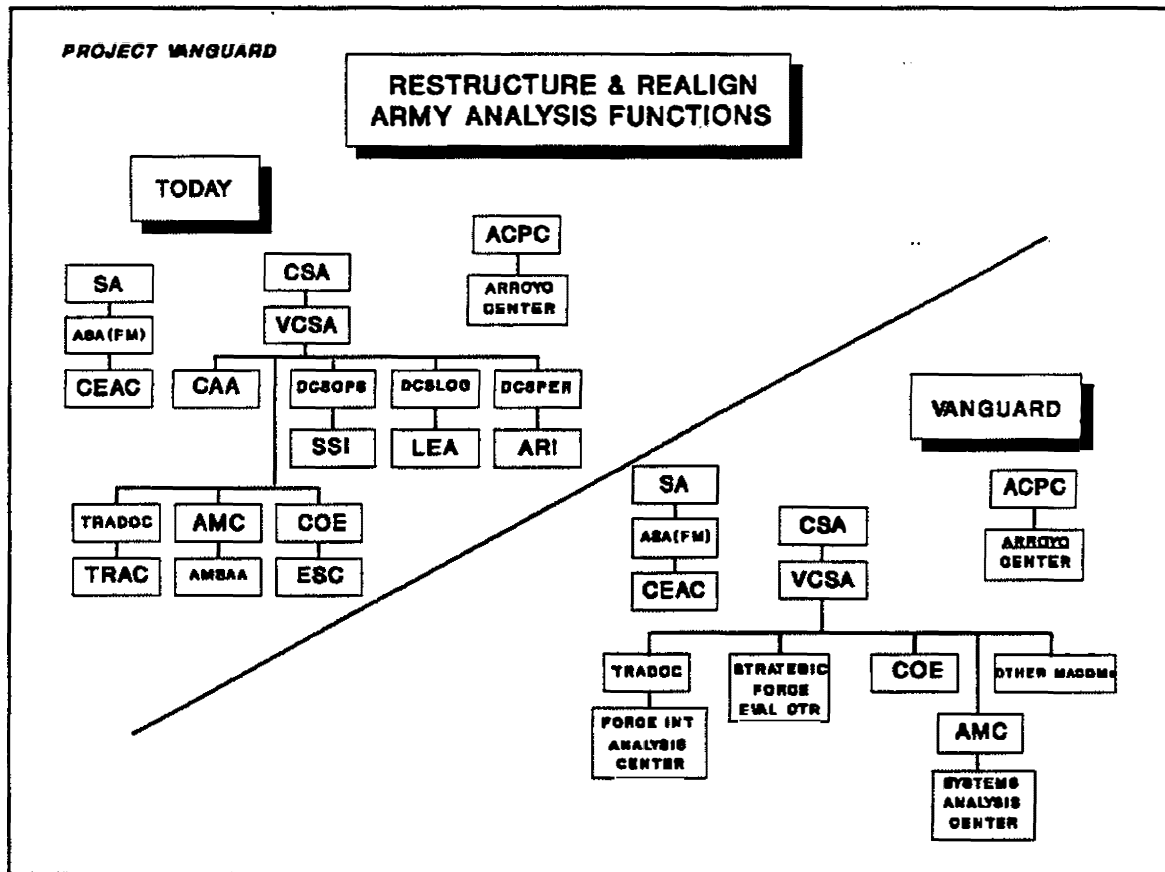 PROJECT VANGUARD
RESTRUCTURE & REALIGN
ARMY ANALYSIS FUNCTIONS
TODAY
ACPC
ARROYO
CENTER
SA
ASA(FM)
CEAC
CSA
VCSA
CAA
DCSOPS
DCSLOG
DCSPER
SSI
LEA
ARI
TRADOC
AMC
COE
TRAC
AMSAA
ESC
VANGUARD
SA
ASA(FM)
CEAC
CSA
VCSA
ACPC
ARROYO
CENTER
TRADOC
FORCE INT
ANALYSIS
CENTER
STRATEGIC
FORCE
EVAL CTR
COE
OTHER MACOMs
AMC
SYSTEMS
ANALYSIS
CENTER